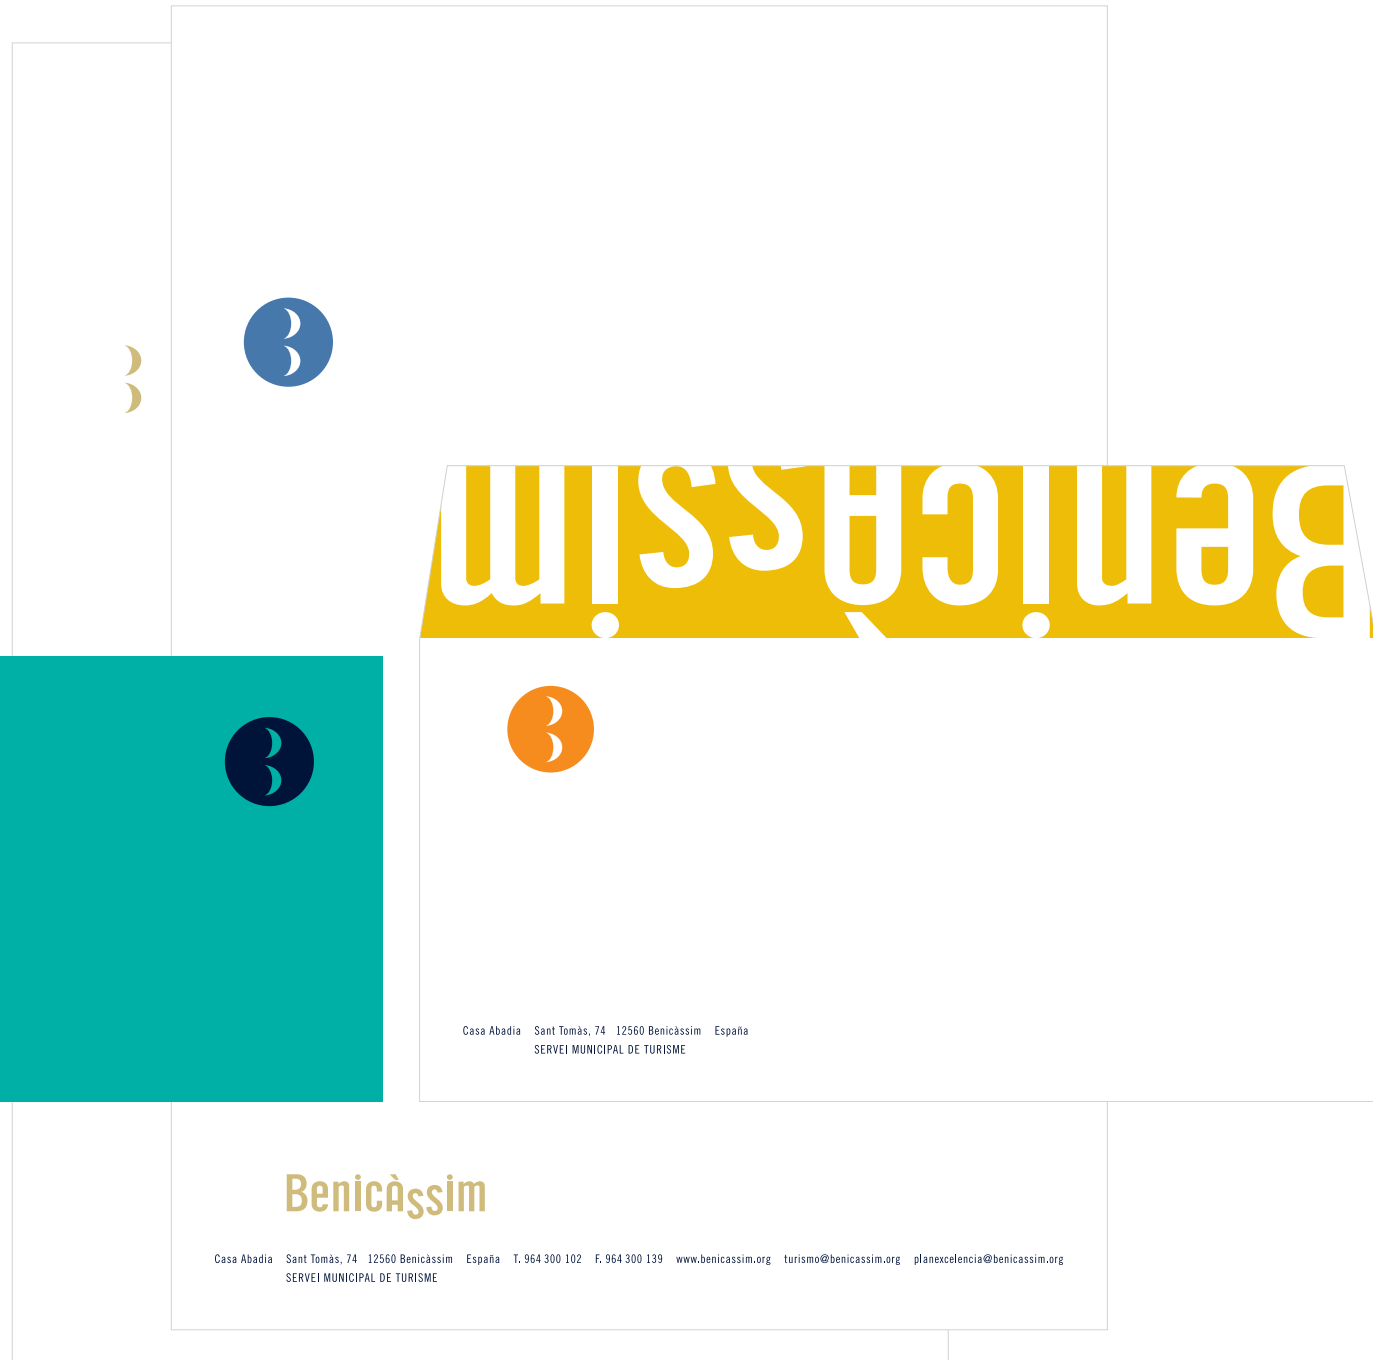 BenicÀssim
Casa Abadia Sant Tomàs, 74 12560 Benicàssim España
SERVEI MUNICIPAL DE TURISME
BenicÀssim
Casa Abadia Sant Tomàs, 74 12560 Benicàssim España T. 964 300 102 F. 964 300 139 www.benicassim.org turismo@benicassim.org planexcelencia@benicassim.org
SERVEI MUNICIPAL DE TURISME